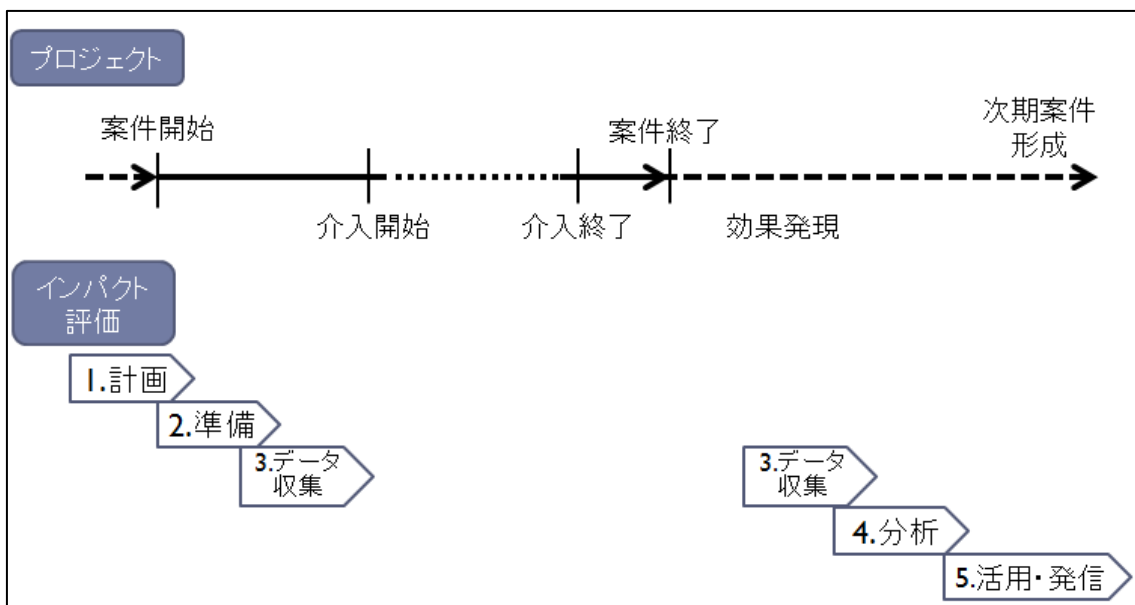 プロジェクト
案件開始
案件終了
次期案件
形成
介入開始
介入終了
効果発現
インパクト
評価
1.計画
2.準備
3.データ
収集
3.データ
収集
4.分析
5.活用・発信